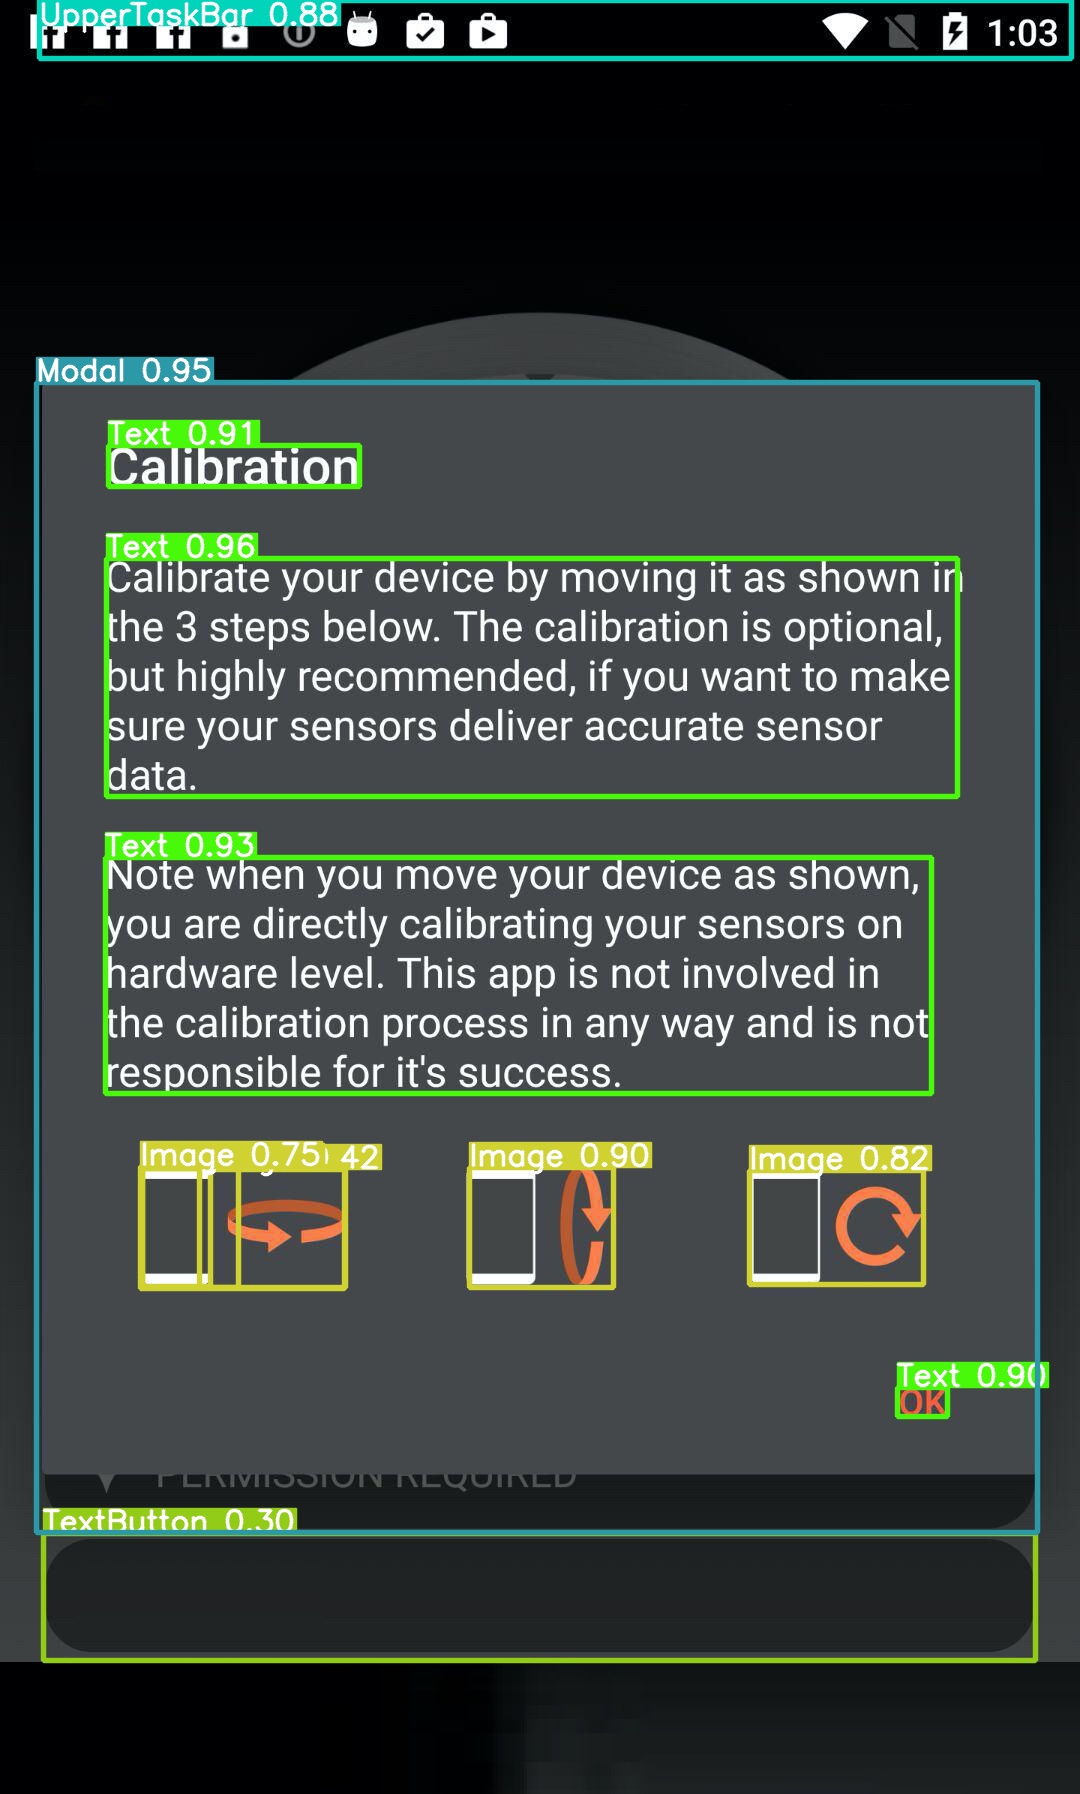 UpperTaskBar 0.88
1:03
Modal 0.95
Text 0.91
Calibration
Text 0.96
Calibrate your device by moving it as shown in
the 3 steps below. The calibration is optional,
but highly recommended, if you want to make
sure your sensors deliver accurate sensor
data.
Text 0.93
Note when you move your device as shown,
you are directly calibrating your sensors on
hardware level. This app is not involved in
the calibration process in any way and is not
responsible for it's success.
Image 0.75 42 Image 0.90 Image 0.82
Text 0.90
OK
PERMISSION REQUIRED
TextButton 0.30